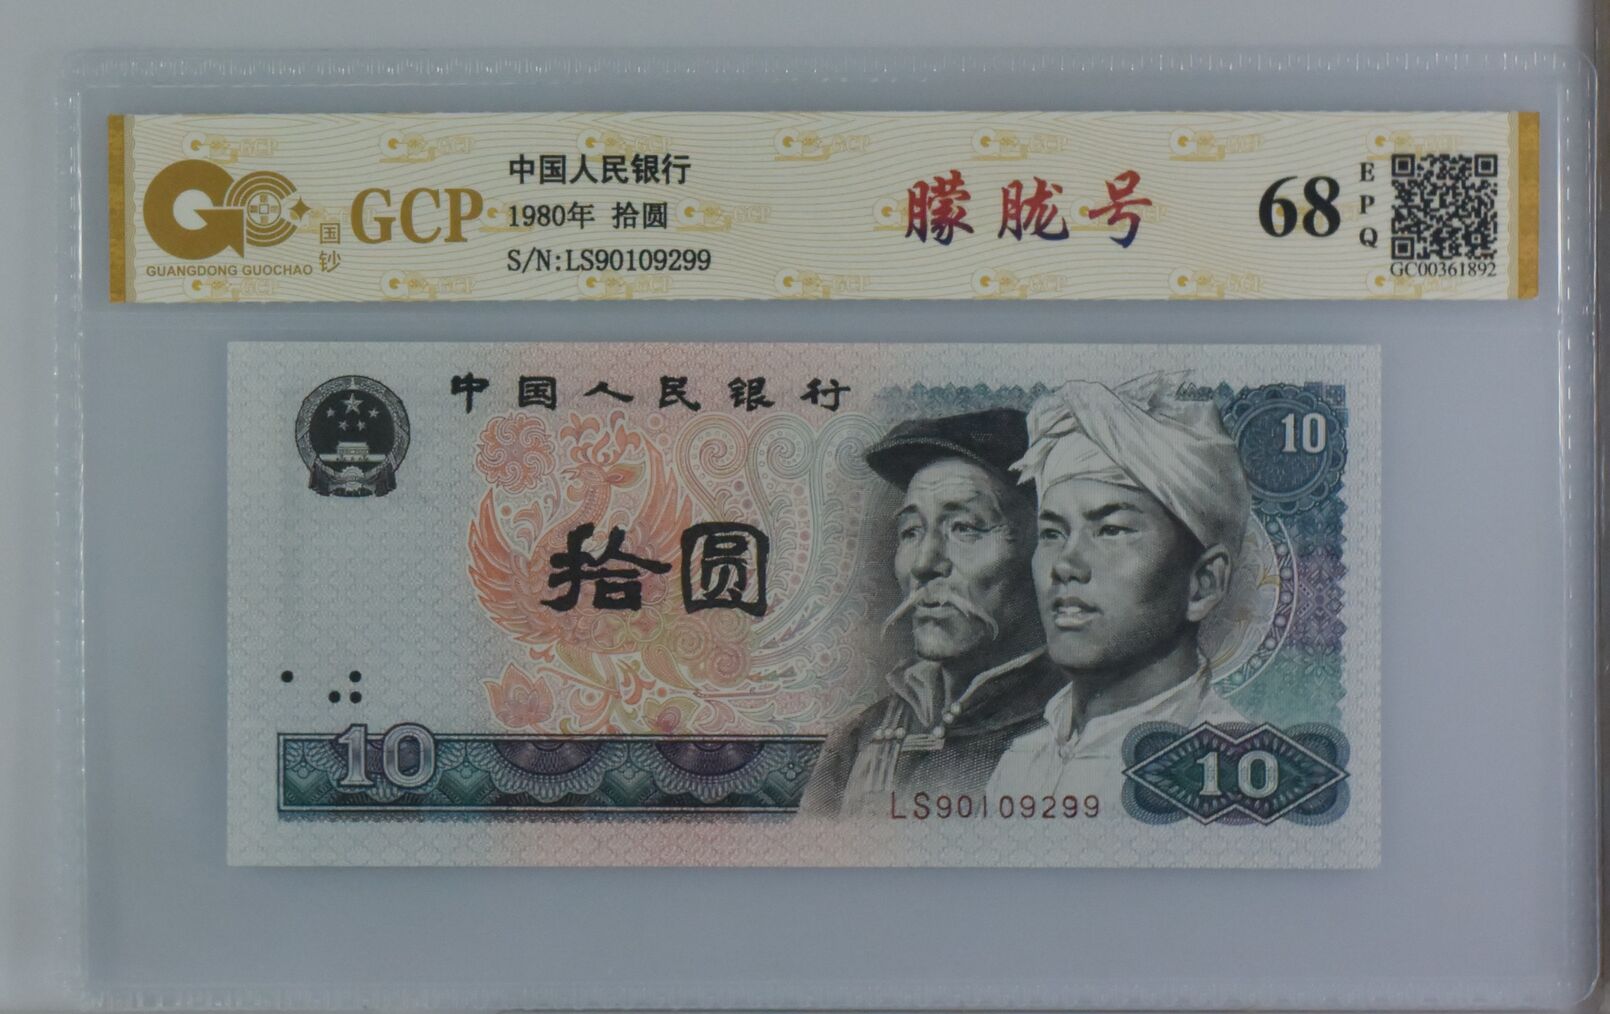 GCP
国钞
GUANGDONG GUOCHAO
中国人民银行
1980年 拾圆
S/N:LS90109299
朦胧号
68
EPQ
GC00361892
中国人民银行
10
拾圆
10
LS90109299
10